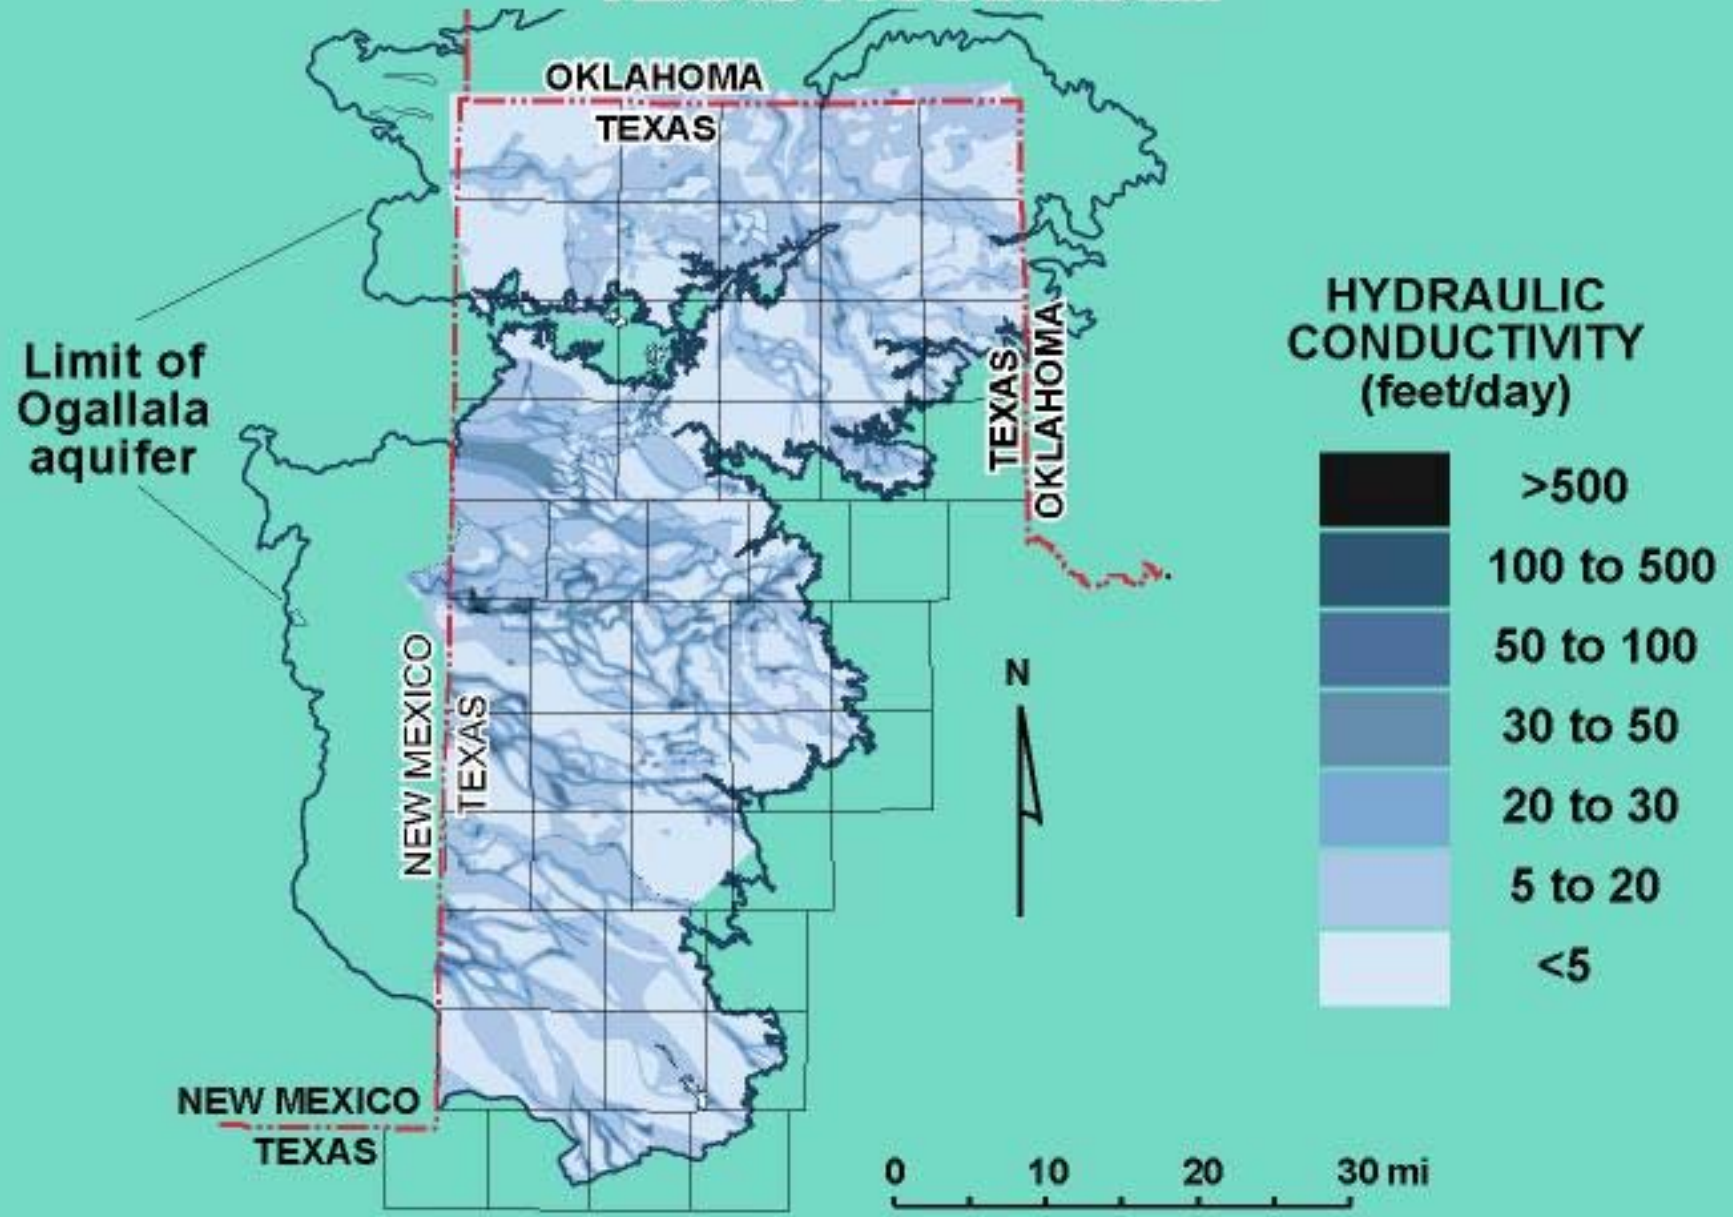 OKLAHOMA
TEXAS
Limit of
Ogallala
aquifer
TEXAS
OKLAHOMA
HYDRAULIC
CONDUCTIVITY
(feet/day)
>500
100 to 500
50 to 100
30 to 50
20 to 30
5 to 20
<5
N
NEW MEXICO
TEXAS
NEW MEXICO
TEXAS
0 10 20 30 mi